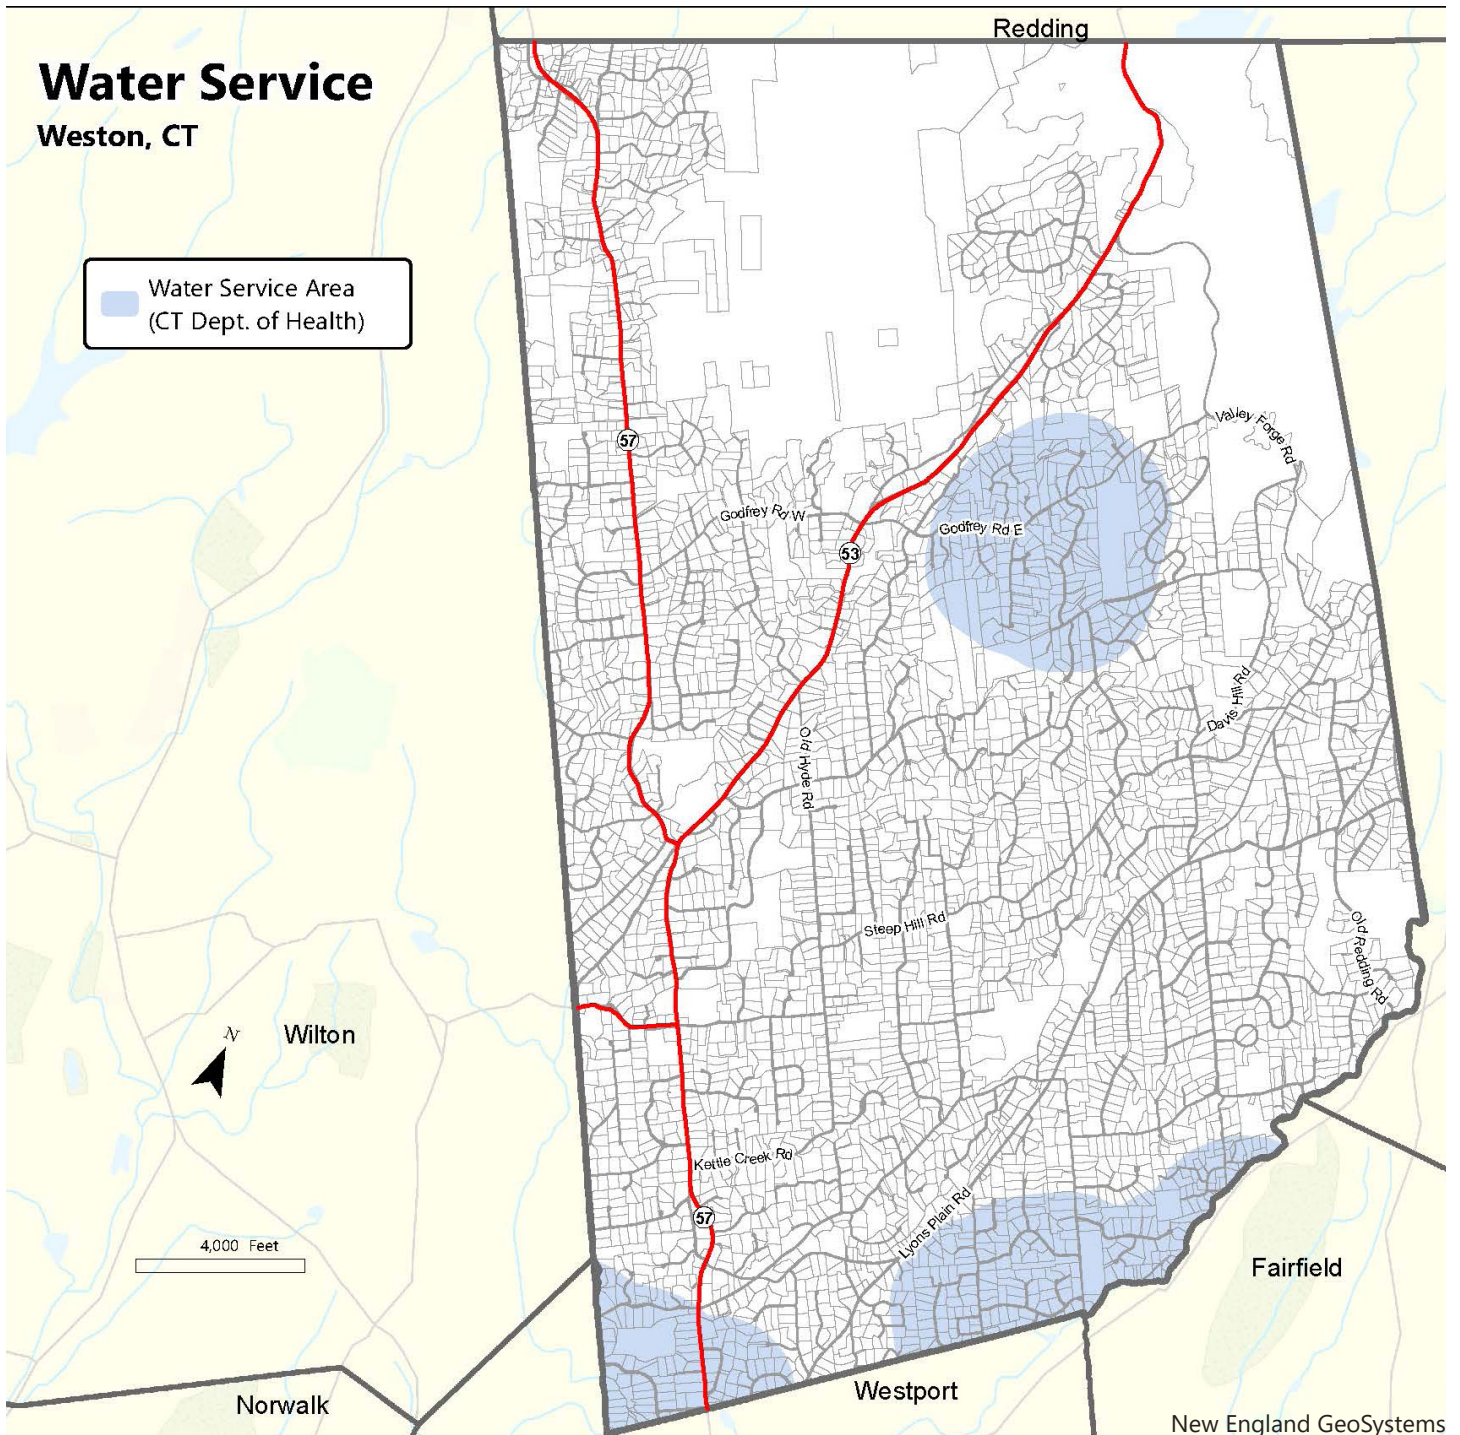 Redding
Water Service
Weston, CT
Water Service Area
(CT Dept. of Health)
Valley Forge Rd
57
Godfrey Rd W
Godfrey Rd E
53
Davis Hill Rd
Old Hyde Rd
Steep Hill Rd
Old Redding Rd
N
Wilton
Kettle Creek Rd
Lyons Plain Rd
57
4,000 Feet
Fairfield
Westport
Norwalk
New England GeoSystems